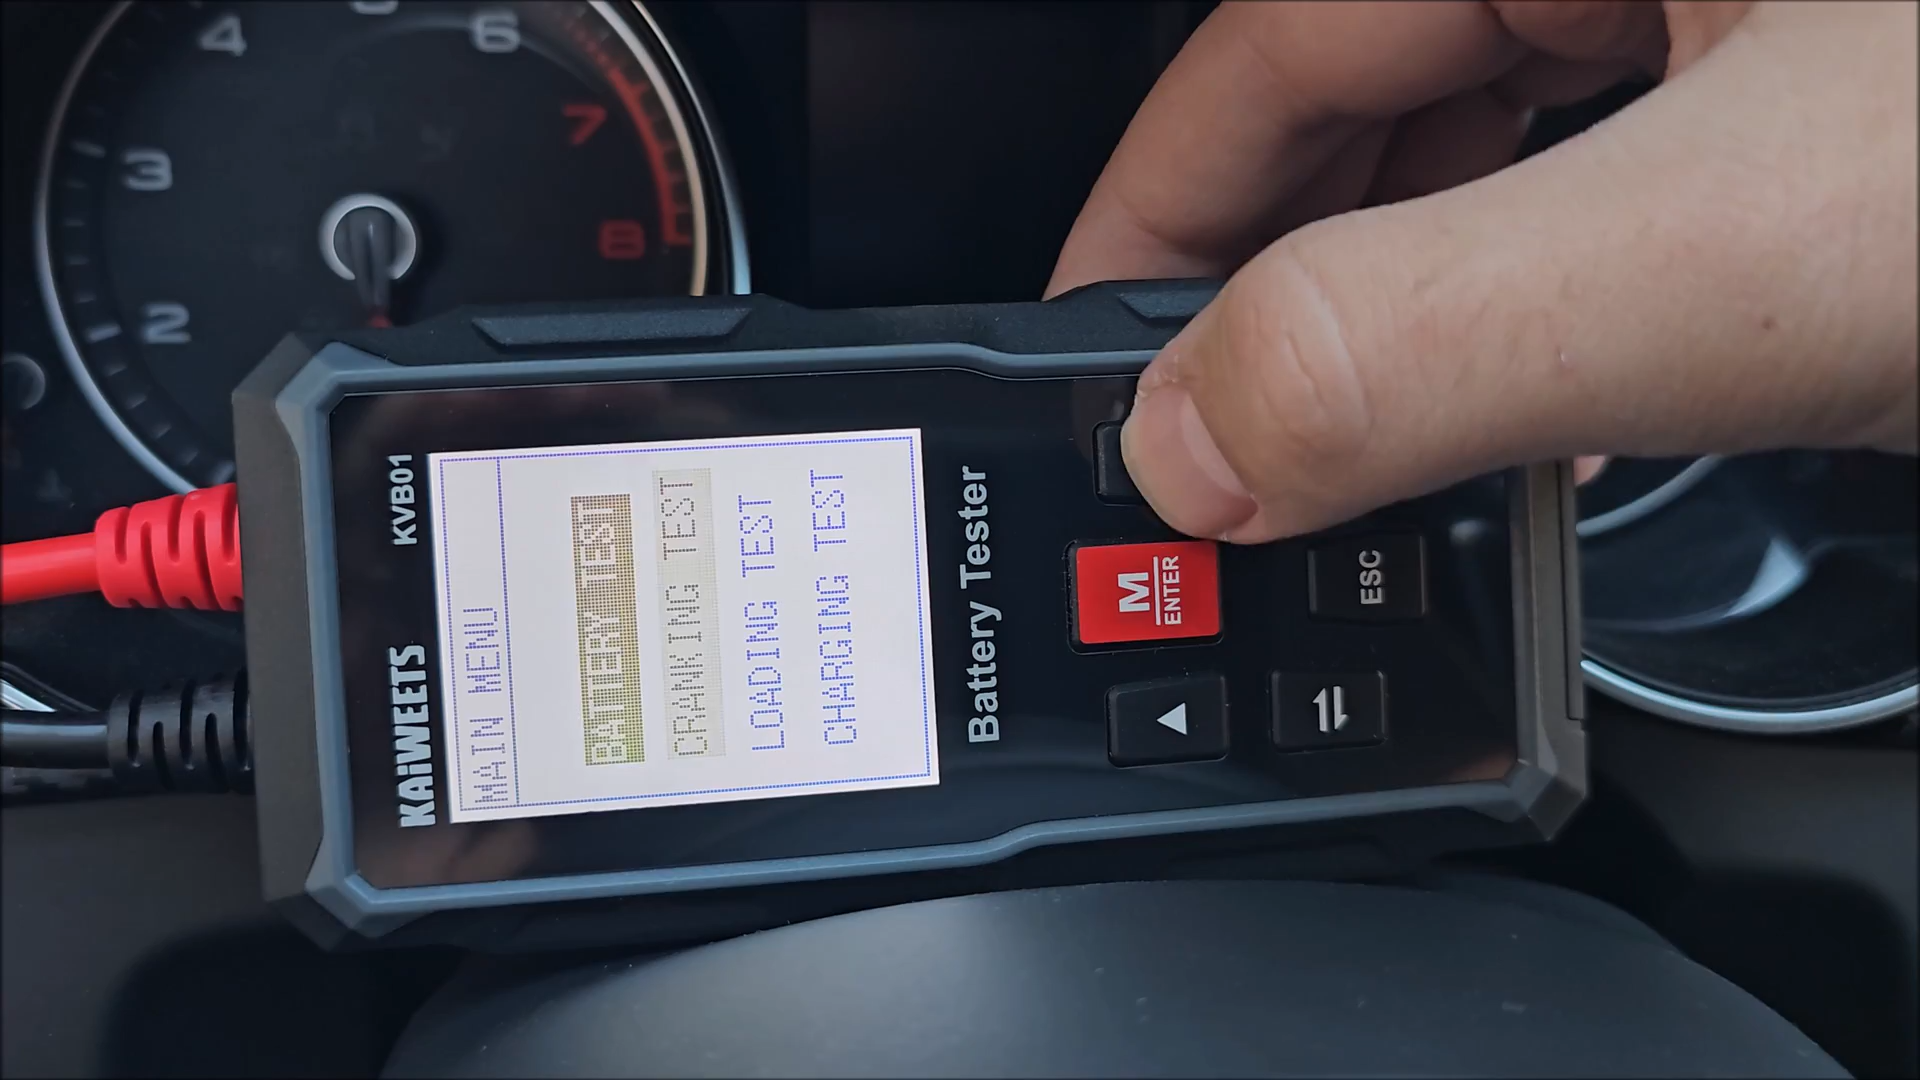 KAiWEETS KVB01
MAIN MENU
BATTERY TEST
CRANKING TEST
LOADING TEST
CHARGING TEST
Battery Tester
M
ENTER
ESC
2
3
4
6
7
8